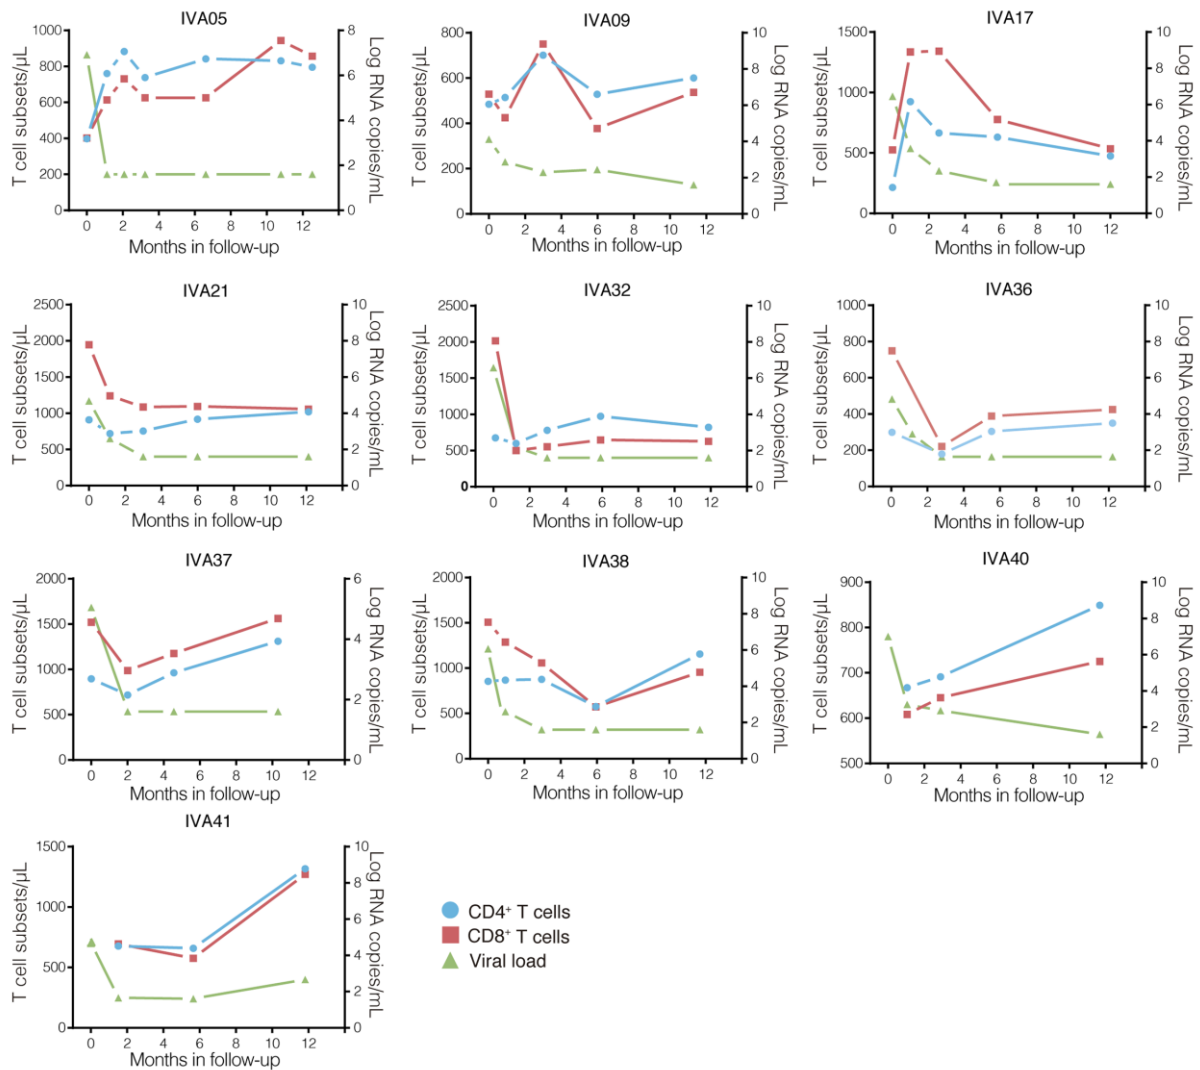 IVA05
1000
800
600
400
200
0
T cell subsets/µL
8
6
4
2
0
Log RNA copies/mL
0 2 4 6 8 10 12
Months in follow-up
IVA09
800
600
400
200
0
T cell subsets/µL
10
8
6
4
2
0
Log RNA copies/mL
0 2 4 6 8 10 12
Months in follow-up
IVA17
1500
1000
500
0
T cell subsets/µL
10
8
6
4
2
0
Log RNA copies/mL
0 2 4 6 8 10 12
Months in follow-up
IVA21
2500
2000
1500
1000
500
0
T cell subsets/µL
10
8
6
4
2
0
Log RNA copies/mL
0 2 4 6 8 10 12
Months in follow-up
IVA32
2500
2000
1500
1000
500
0
T cell subsets/µL
10
8
6
4
2
0
Log RNA copies/mL
0 2 4 6 8 10 12
Months in follow-up
IVA36
1000
800
600
400
200
0
T cell subsets/µL
10
8
6
4
2
0
Log RNA copies/mL
0 2 4 6 8 10 12
Months in follow-up
IVA37
2000
1500
1000
500
0
T cell subsets/µL
6
4
2
0
Log RNA copies/mL
0 2 4 6 8 10 12
Months in follow-up
IVA38
2000
1500
1000
500
0
T cell subsets/µL
10
8
6
4
2
0
Log RNA copies/mL
0 2 4 6 8 10 12
Months in follow-up
IVA40
900
800
700
600
500
T cell subsets/µL
10
8
6
4
2
0
Log RNA copies/mL
0 2 4 6 8 10 12
Months in follow-up
IVA41
1500
1000
500
0
T cell subsets/µL
10
8
6
4
2
0
Log RNA copies/mL
0 2 4 6 8 10 12
Months in follow-up
CD4⁺ T cells
CD8⁺ T cells
Viral load